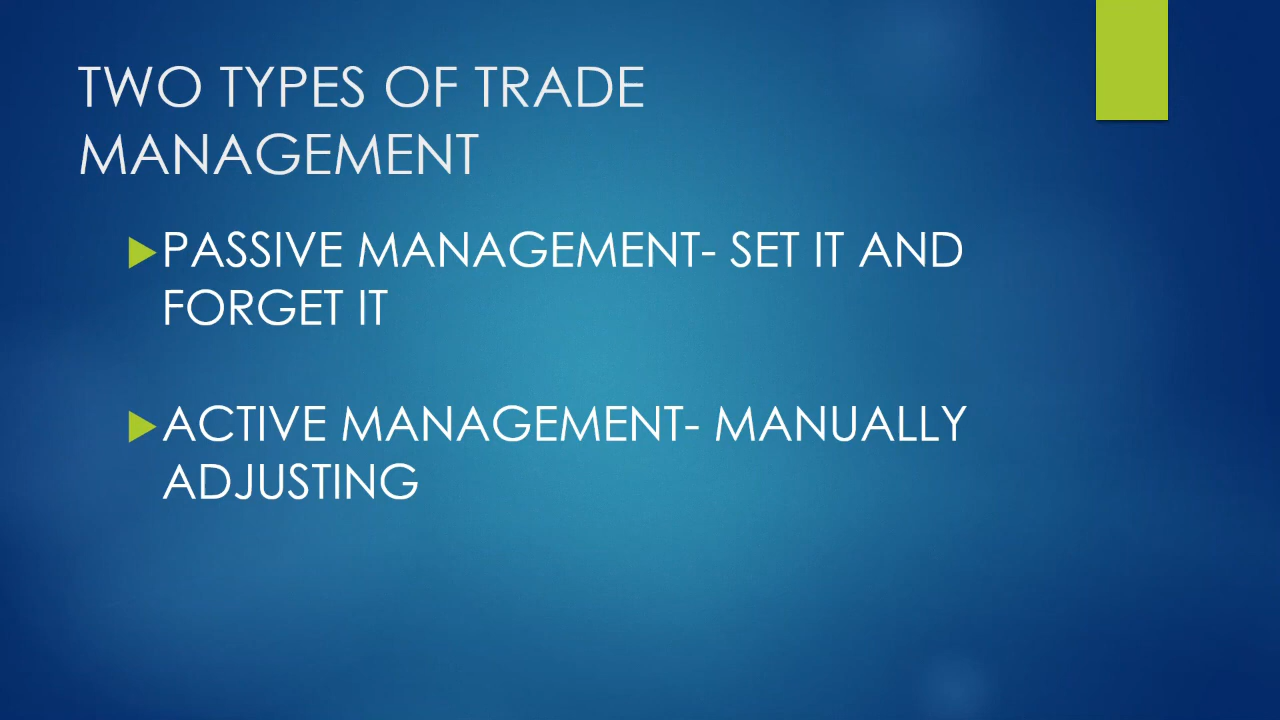 TWO TYPES OF TRADE
MANAGEMENT
PASSIVE MANAGEMENT- SET IT AND
FORGET IT
ACTIVE MANAGEMENT- MANUALLY
ADJUSTING